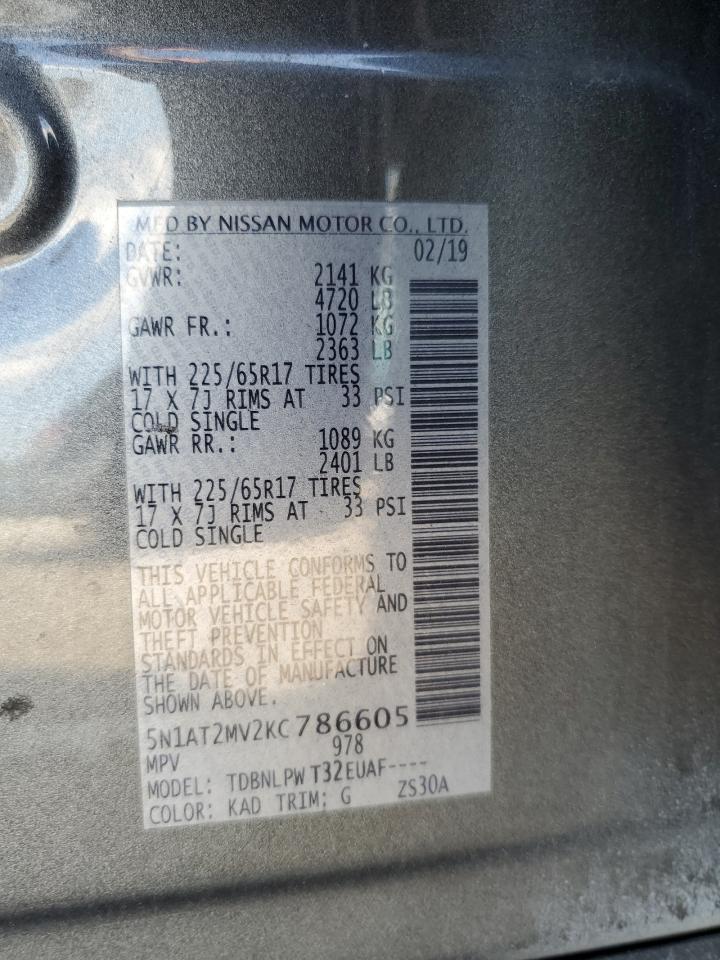 MFD BY NISSAN MOTOR CO., LTD.
DATE: 02/19
GVWR: 2141 KG
4720 LB
GAWR FR.: 1072 KG
2363 LB
WITH 225/65R17 TIRES
17 X 7J RIMS AT 33 PSI
COLD SINGLE
GAWR RR.: 1089 KG
2401 LB
WITH 225/65R17 TIRES
17 X 7J RIMS AT 33 PSI
COLD SINGLE
THIS VEHICLE CONFORMS TO
ALL APPLICABLE FEDERAL
MOTOR VEHICLE SAFETY AND
THEFT PREVENTION
STANDARDS IN EFFECT ON
THE DATE OF MANUFACTURE
SHOWN ABOVE.
5N1AT2MV2KC786605
MPV 978
MODEL: TDBNLPW T32EUAF----
COLOR: KAD TRIM: G ZS30A